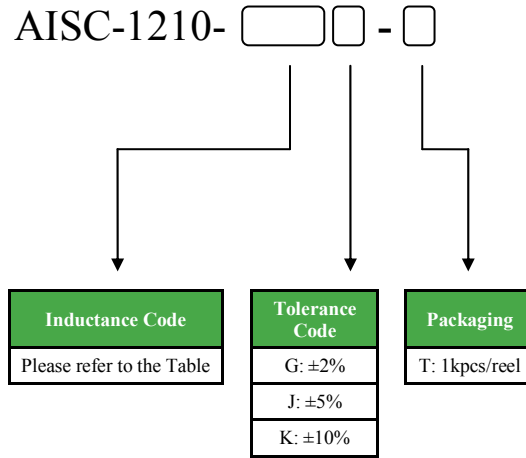 AISC-1210- -
Inductance Code
Please refer to the Table
Tolerance
Code
G: ±2%
J: ±5%
K: ±10%
Packaging
T: 1kpcs/reel